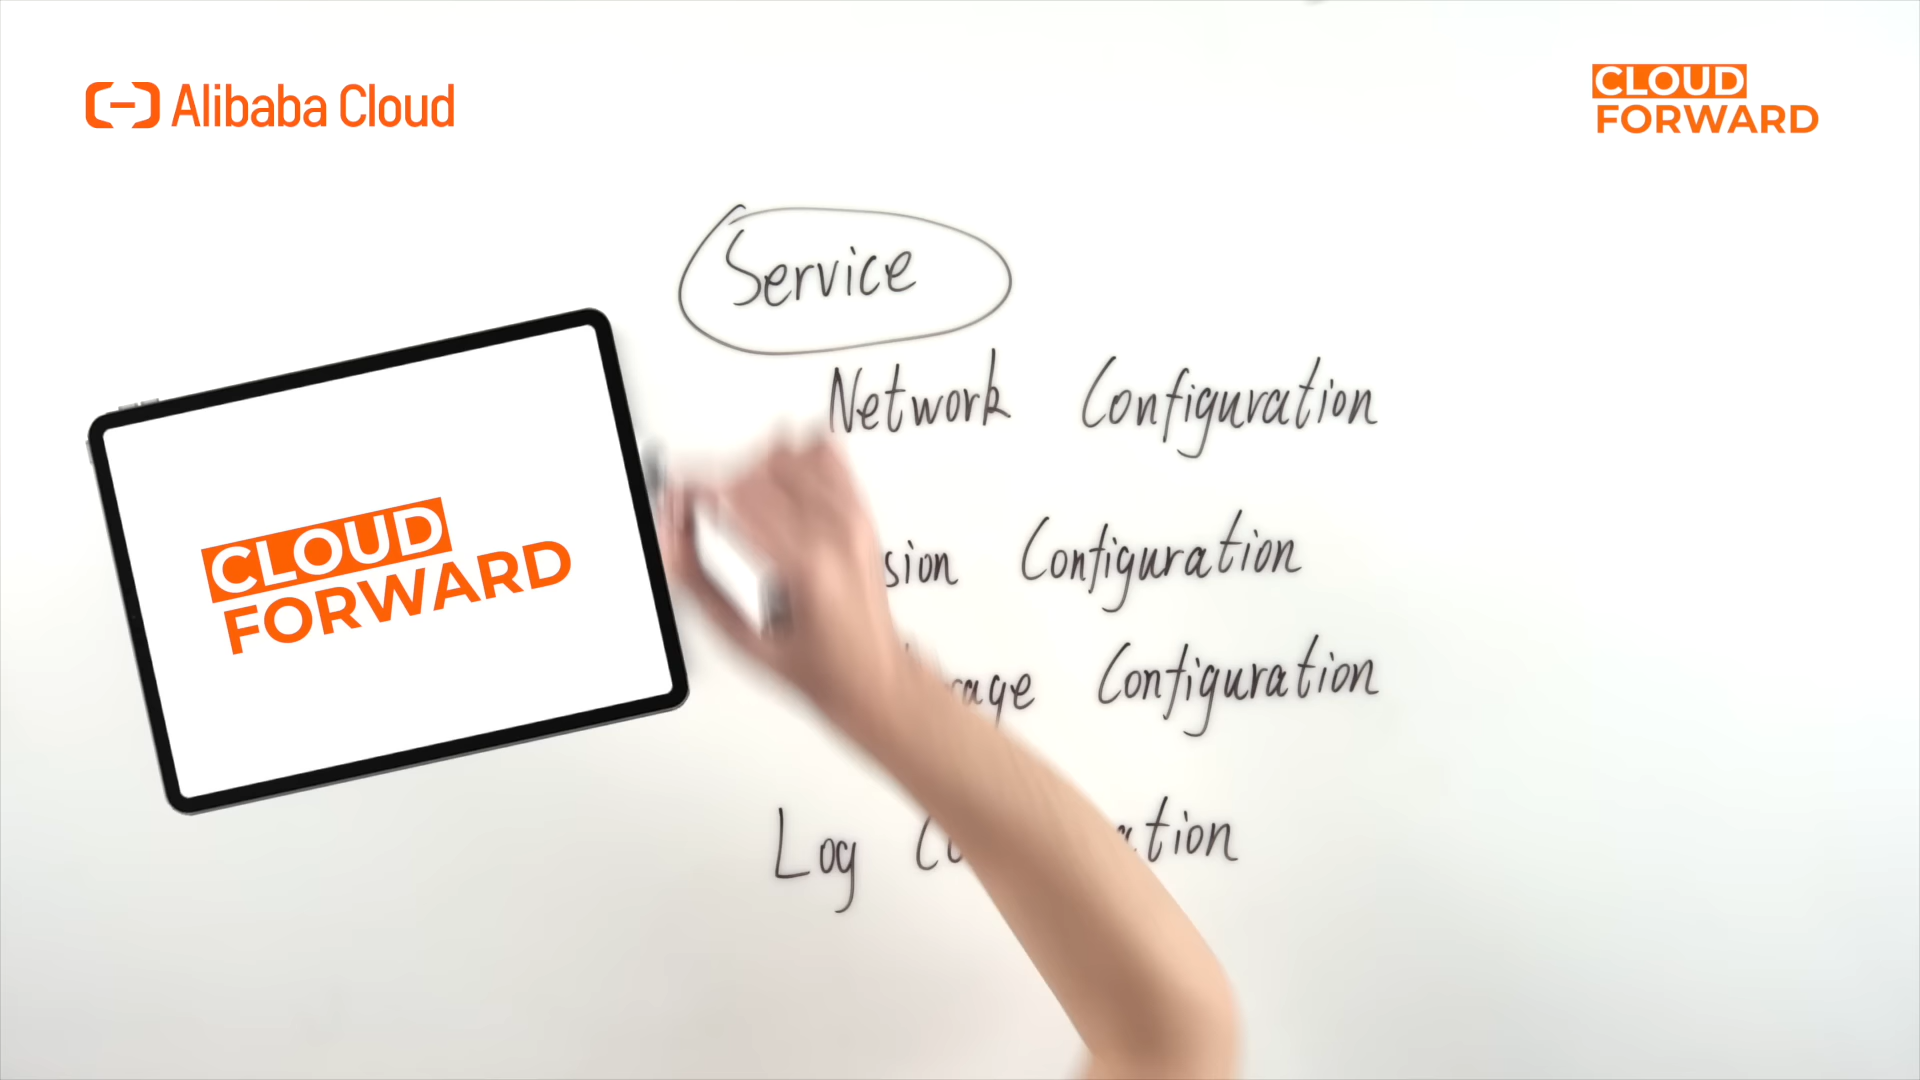 Alibaba Cloud
CLOUD
FORWARD
Service
Network Configuration
CLOUD
FORWARD
Configuration
Configuration
Log